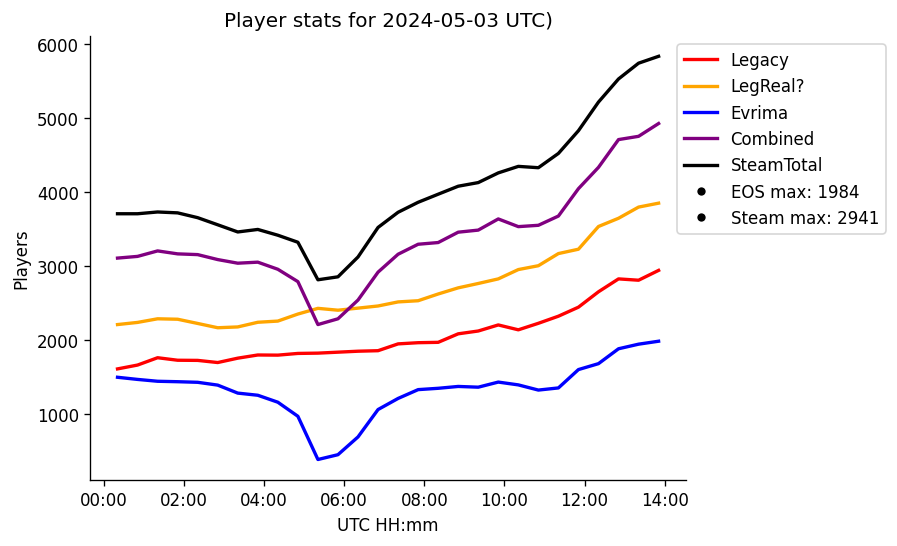 Player stats for 2024-05-03 UTC)
6000
5000
4000
3000
2000
1000
Players
00:00 02:00 04:00 06:00 08:00 10:00 12:00 14:00
UTC HH:mm
Legacy
LegReal?
Evrima
Combined
SteamTotal
EOS max: 1984
Steam max: 2941